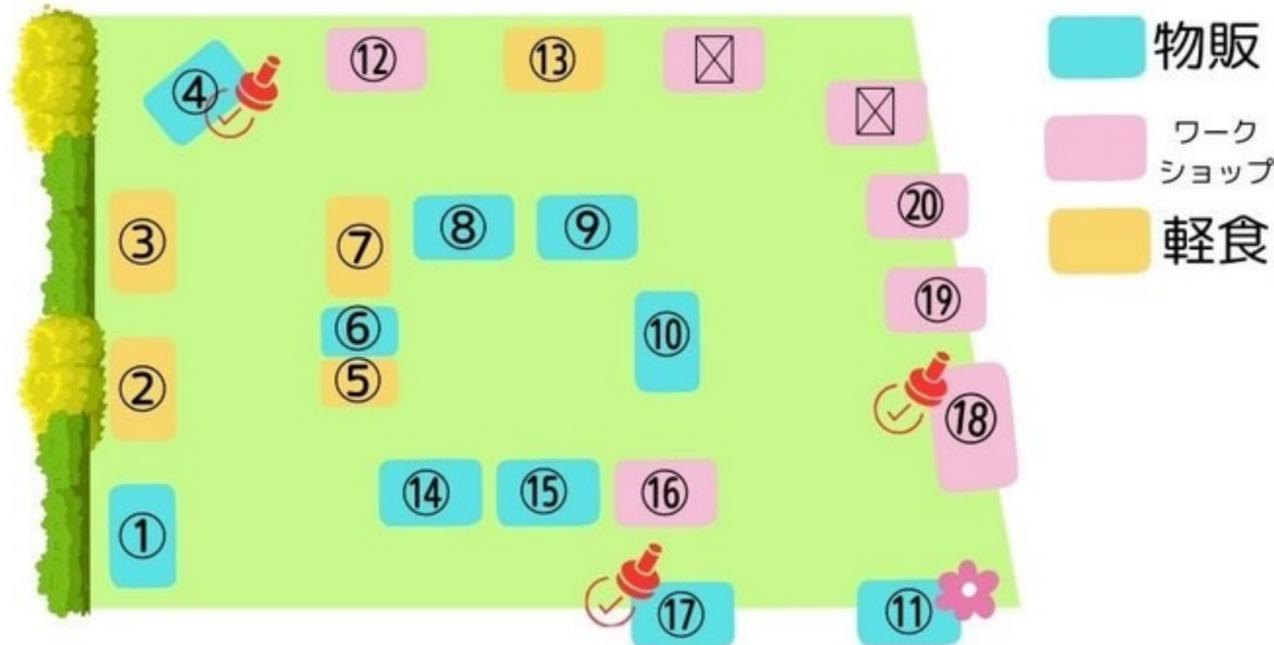 ④ ⑫ ⑬
⑳
③ ⑦ ⑧ ⑨
⑲
⑥ ⑩
② ⑤
⑱
⑭ ⑮ ⑯
①
⑰ ⑪
物販
ワーク
ショップ
軽食